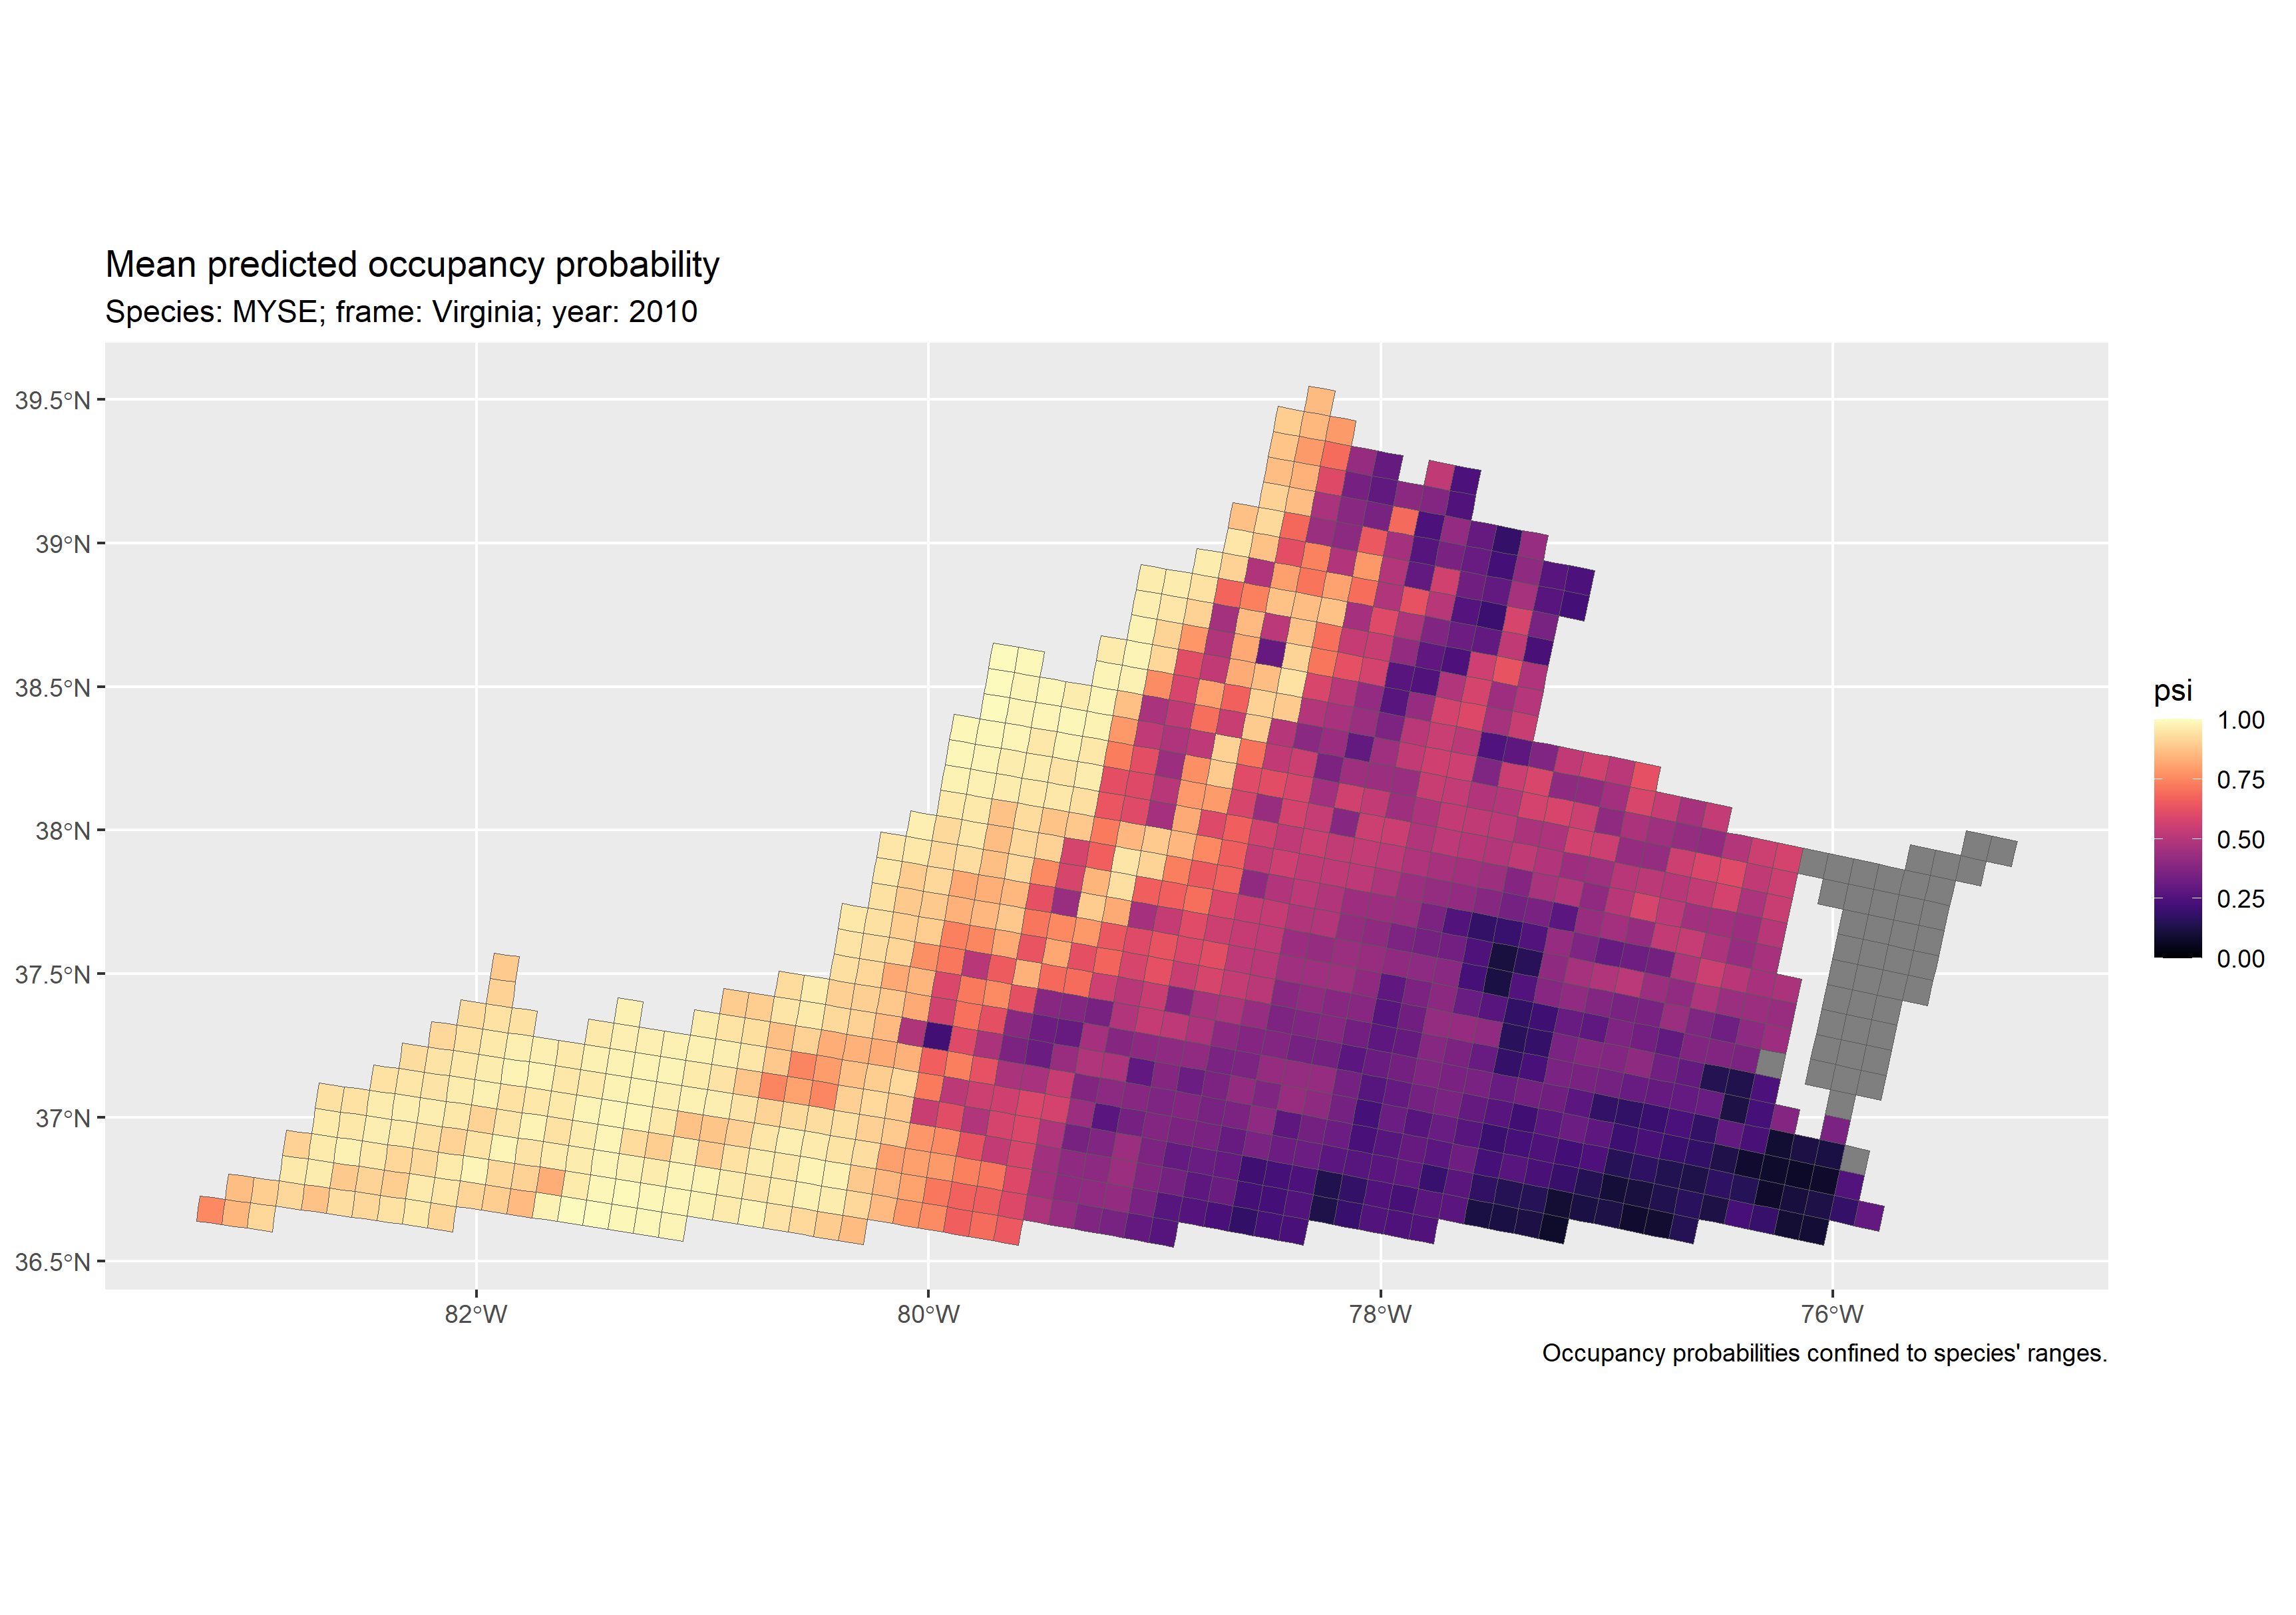 Mean predicted occupancy probability
Species: MYSE; frame: Virginia; year: 2010
39.5°N
39°N
38.5°N
38°N
37.5°N
37°N
36.5°N
82°W
80°W
78°W
76°W
psi
1.00
0.75
0.50
0.25
0.00
Occupancy probabilities confined to species' ranges.